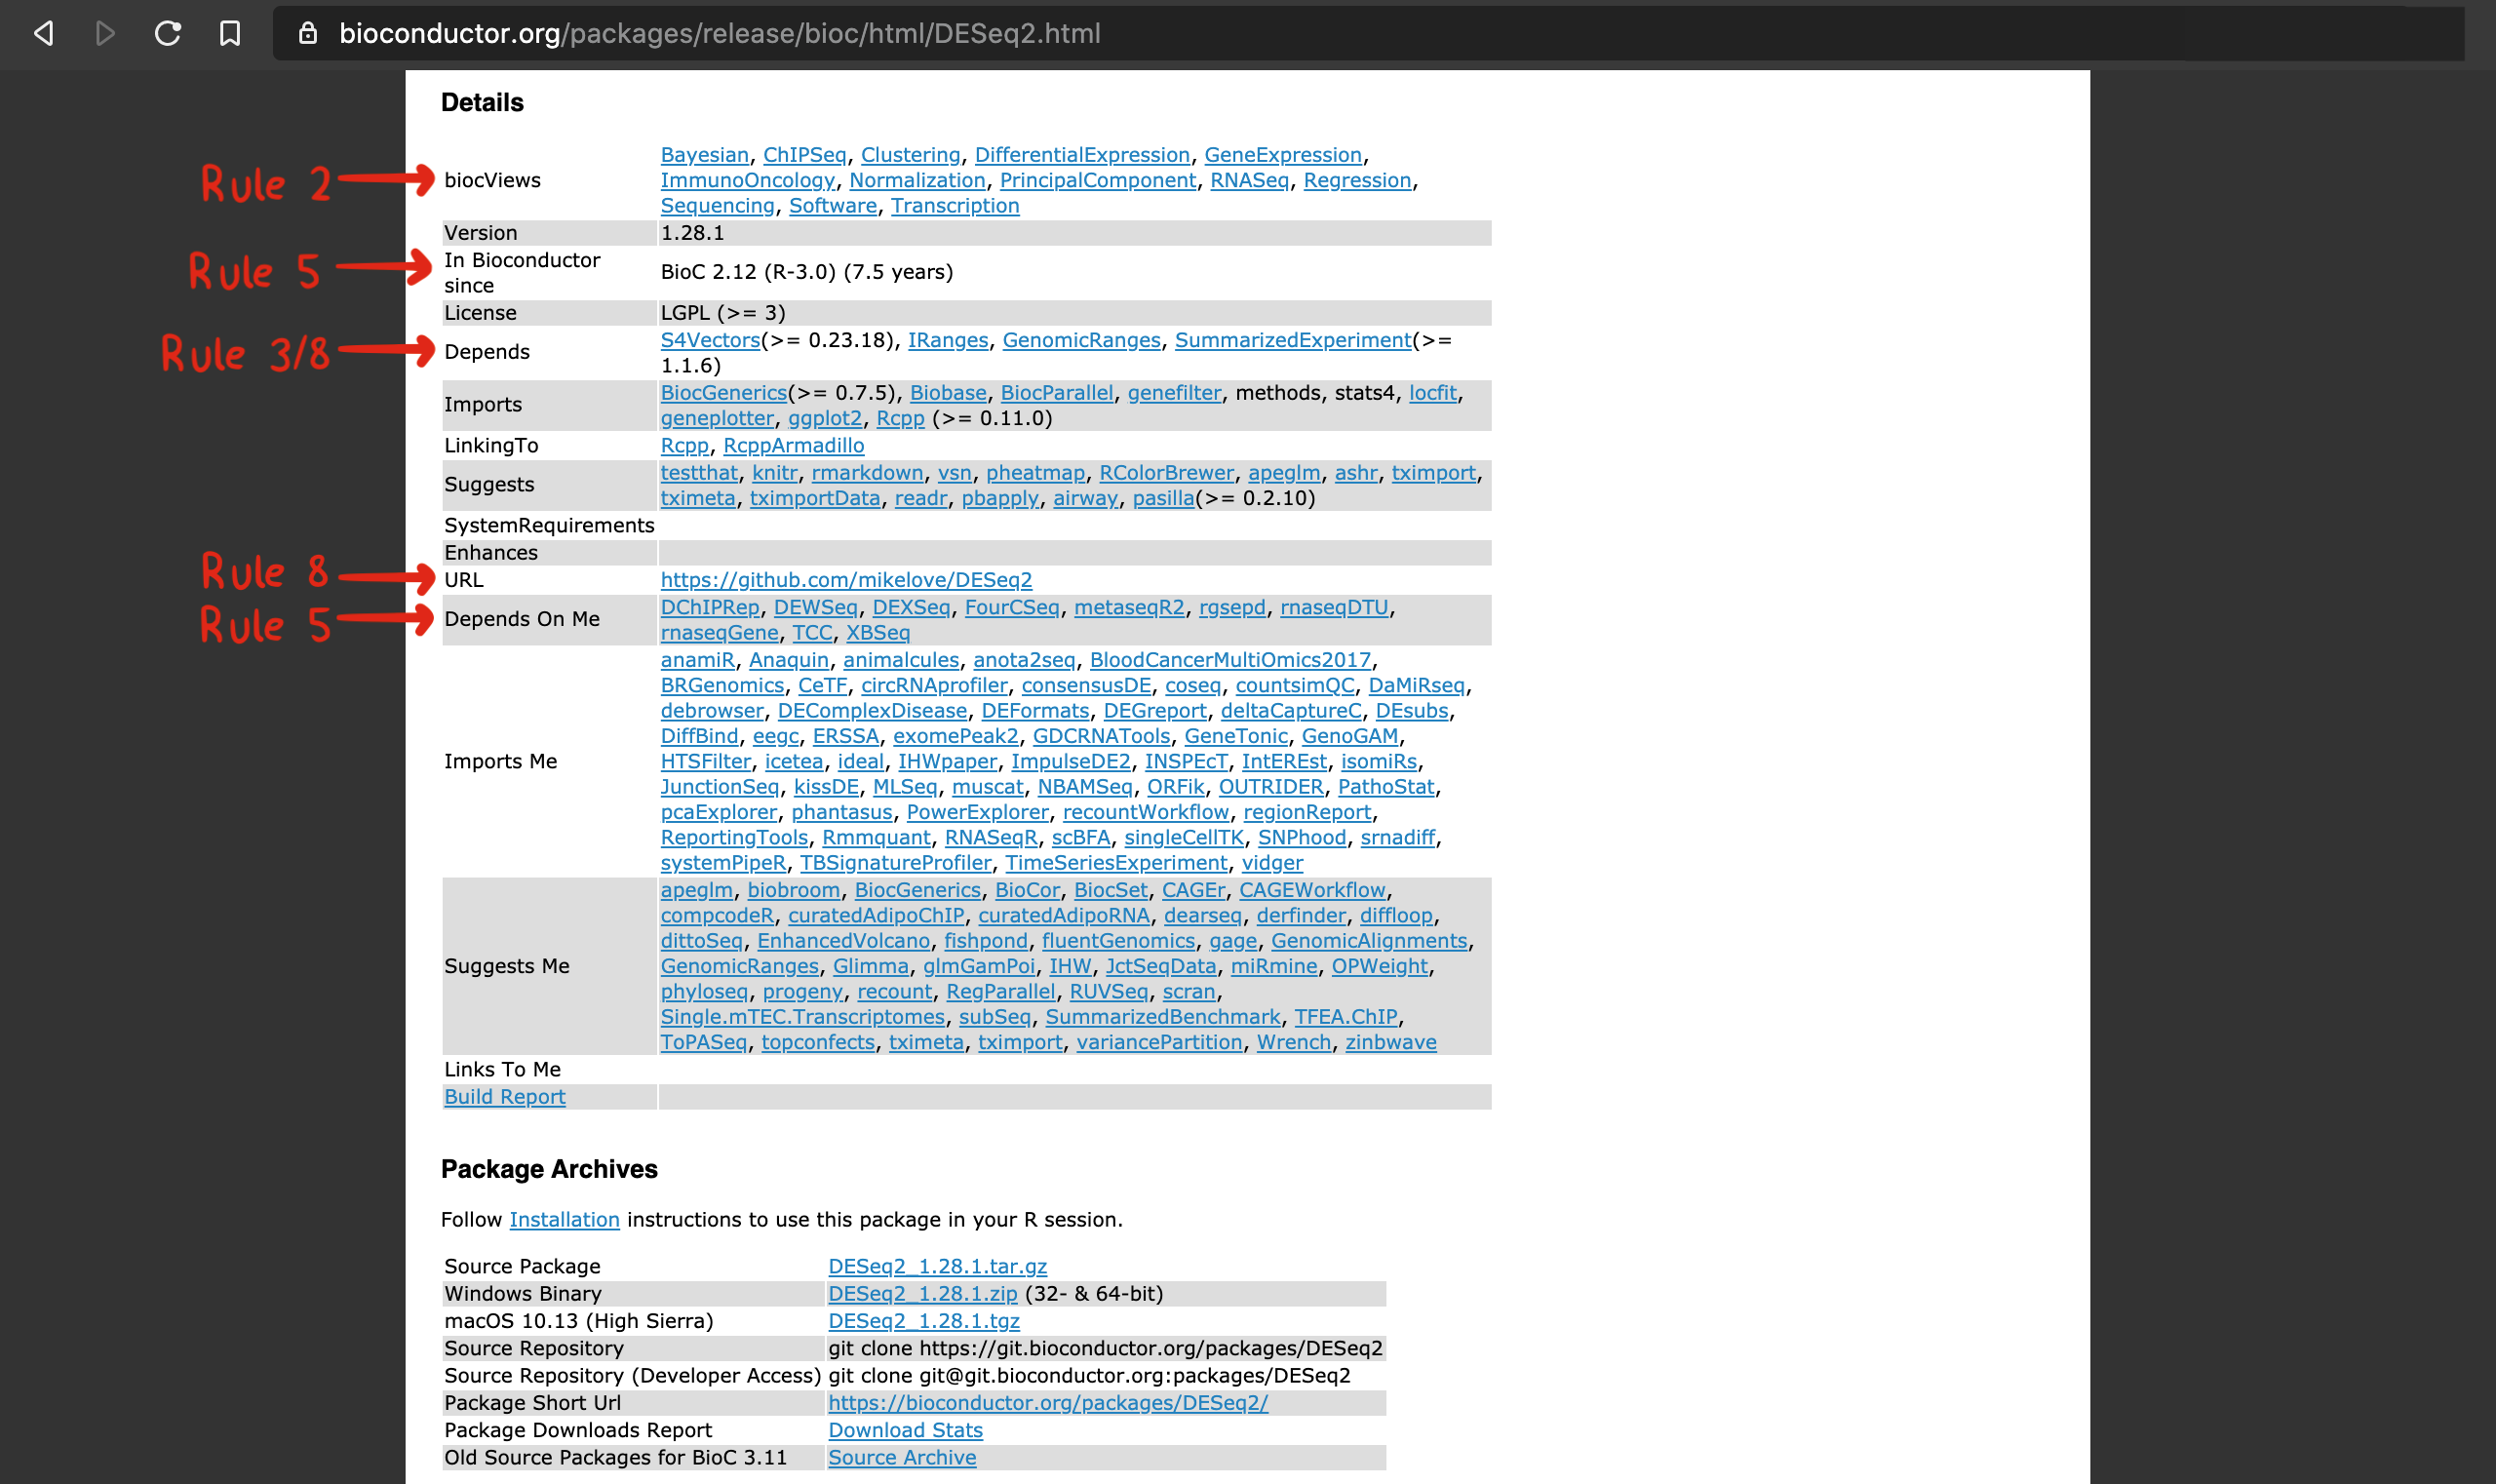 bioconductor.org/packages/release/bioc/html/DESeq2.html
Details
Rule 2
biocViews
Bayesian, ChIPSeq, Clustering, DifferentialExpression, GeneExpression,
ImmunoOncology, Normalization, PrincipalComponent, RNASeq, Regression,
Sequencing, Software, Transcription
Version 1.28.1
Rule 5
In Bioconductor
since
BioC 2.12 (R-3.0) (7.5 years)
License LGPL (>= 3)
Rule 3/8
Depends
S4Vectors(>= 0.23.18), IRanges, GenomicRanges, SummarizedExperiment(>=
1.1.6)
Imports
BiocGenerics(>= 0.7.5), Biobase, BiocParallel, genefilter, methods, stats4, locfit,
geneplotter, ggplot2, Rcpp (>= 0.11.0)
LinkingTo Rcpp, RcppArmadillo
Suggests
testthat, knitr, rmarkdown, vsn, pheatmap, RColorBrewer, apeglm, ashr, tximport,
tximeta, tximportData, readr, pbapply, airway, pasilla(>= 0.2.10)
SystemRequirements
Enhances
Rule 8
URL https://github.com/mikelove/DESeq2
Rule 5
Depends On Me
DChIPRep, DEWSeq, DEXSeq, FourCSeq, metaseqR2, rgsepd, rnaseqDTU,
rnaseqGene, TCC, XBSeq
Imports Me
anamiR, Anaquin, animalcules, anota2seq, BloodCancerMultiOmics2017,
BRGenomics, CeTF, circRNAprofiler, consensusDE, coseq, countsimQC, DaMiRseq,
debrowser, DEComplexDisease, DEFormats, DEGreport, deltaCaptureC, DEsubs,
DiffBind, eegc, ERSSA, exomePeak2, GDCRNATools, GeneTonic, GenoGAM,
HTSFilter, icetea, ideal, IHWpaper, ImpulseDE2, INSPEcT, IntEREst, isomiRs,
JunctionSeq, kissDE, MLSeq, muscat, NBAMSeq, ORFik, OUTRIDER, PathoStat,
pcaExplorer, phantasus, PowerExplorer, recountWorkflow, regionReport,
ReportingTools, Rmmquant, RNASeqR, scBFA, singleCellTK, SNPhood, srnadiff,
systemPipeR, TBSignatureProfiler, TimeSeriesExperiment, vidger
Suggests Me
apeglm, biobroom, BiocGenerics, BioCor, BiocSet, CAGEr, CAGEWorkflow,
compcodeR, curatedAdipoChIP, curatedAdipoRNA, dearseq, derfinder, diffloop,
dittoSeq, EnhancedVolcano, fishpond, fluentGenomics, gage, GenomicAlignments,
GenomicRanges, Glimma, glmGamPoi, IHW, JctSeqData, miRmine, OPWeight,
phyloseq, progeny, recount, RegParallel, RUVSeq, scran,
Single.mTEC.Transcriptomes, subSeq, SummarizedBenchmark, TFEA.ChIP,
ToPASeq, topconfects, tximeta, tximport, variancePartition, Wrench, zinbwave
Links To Me
Build Report
Package Archives
Follow Installation instructions to use this package in your R session.
Source Package DESeq2_1.28.1.tar.gz
Windows Binary DESeq2_1.28.1.zip (32- & 64-bit)
macOS 10.13 (High Sierra) DESeq2_1.28.1.tgz
Source Repository git clone https://git.bioconductor.org/packages/DESeq2
Source Repository (Developer Access) git clone git@git.bioconductor.org:packages/DESeq2
Package Short Url https://bioconductor.org/packages/DESeq2/
Package Downloads Report Download Stats
Old Source Packages for BioC 3.11 Source Archive